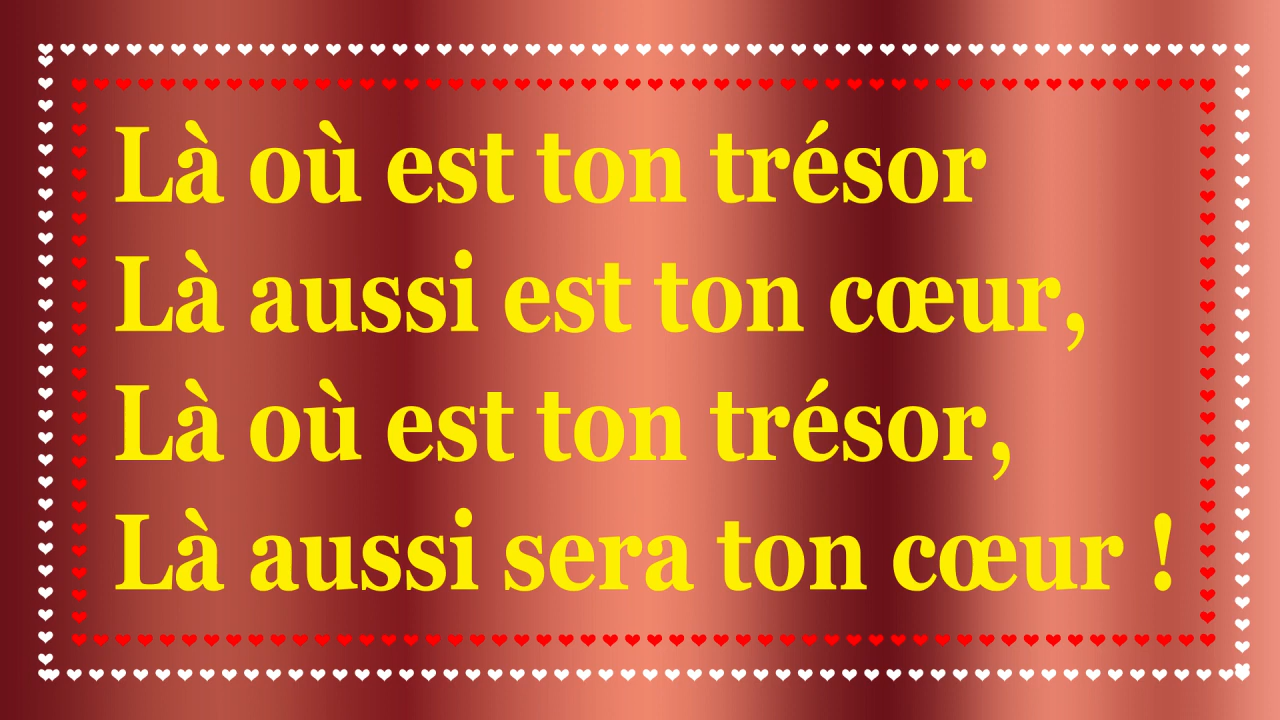 Là où est ton trésor
Là aussi est ton cœur,
Là où est ton trésor,
Là aussi sera ton cœur !